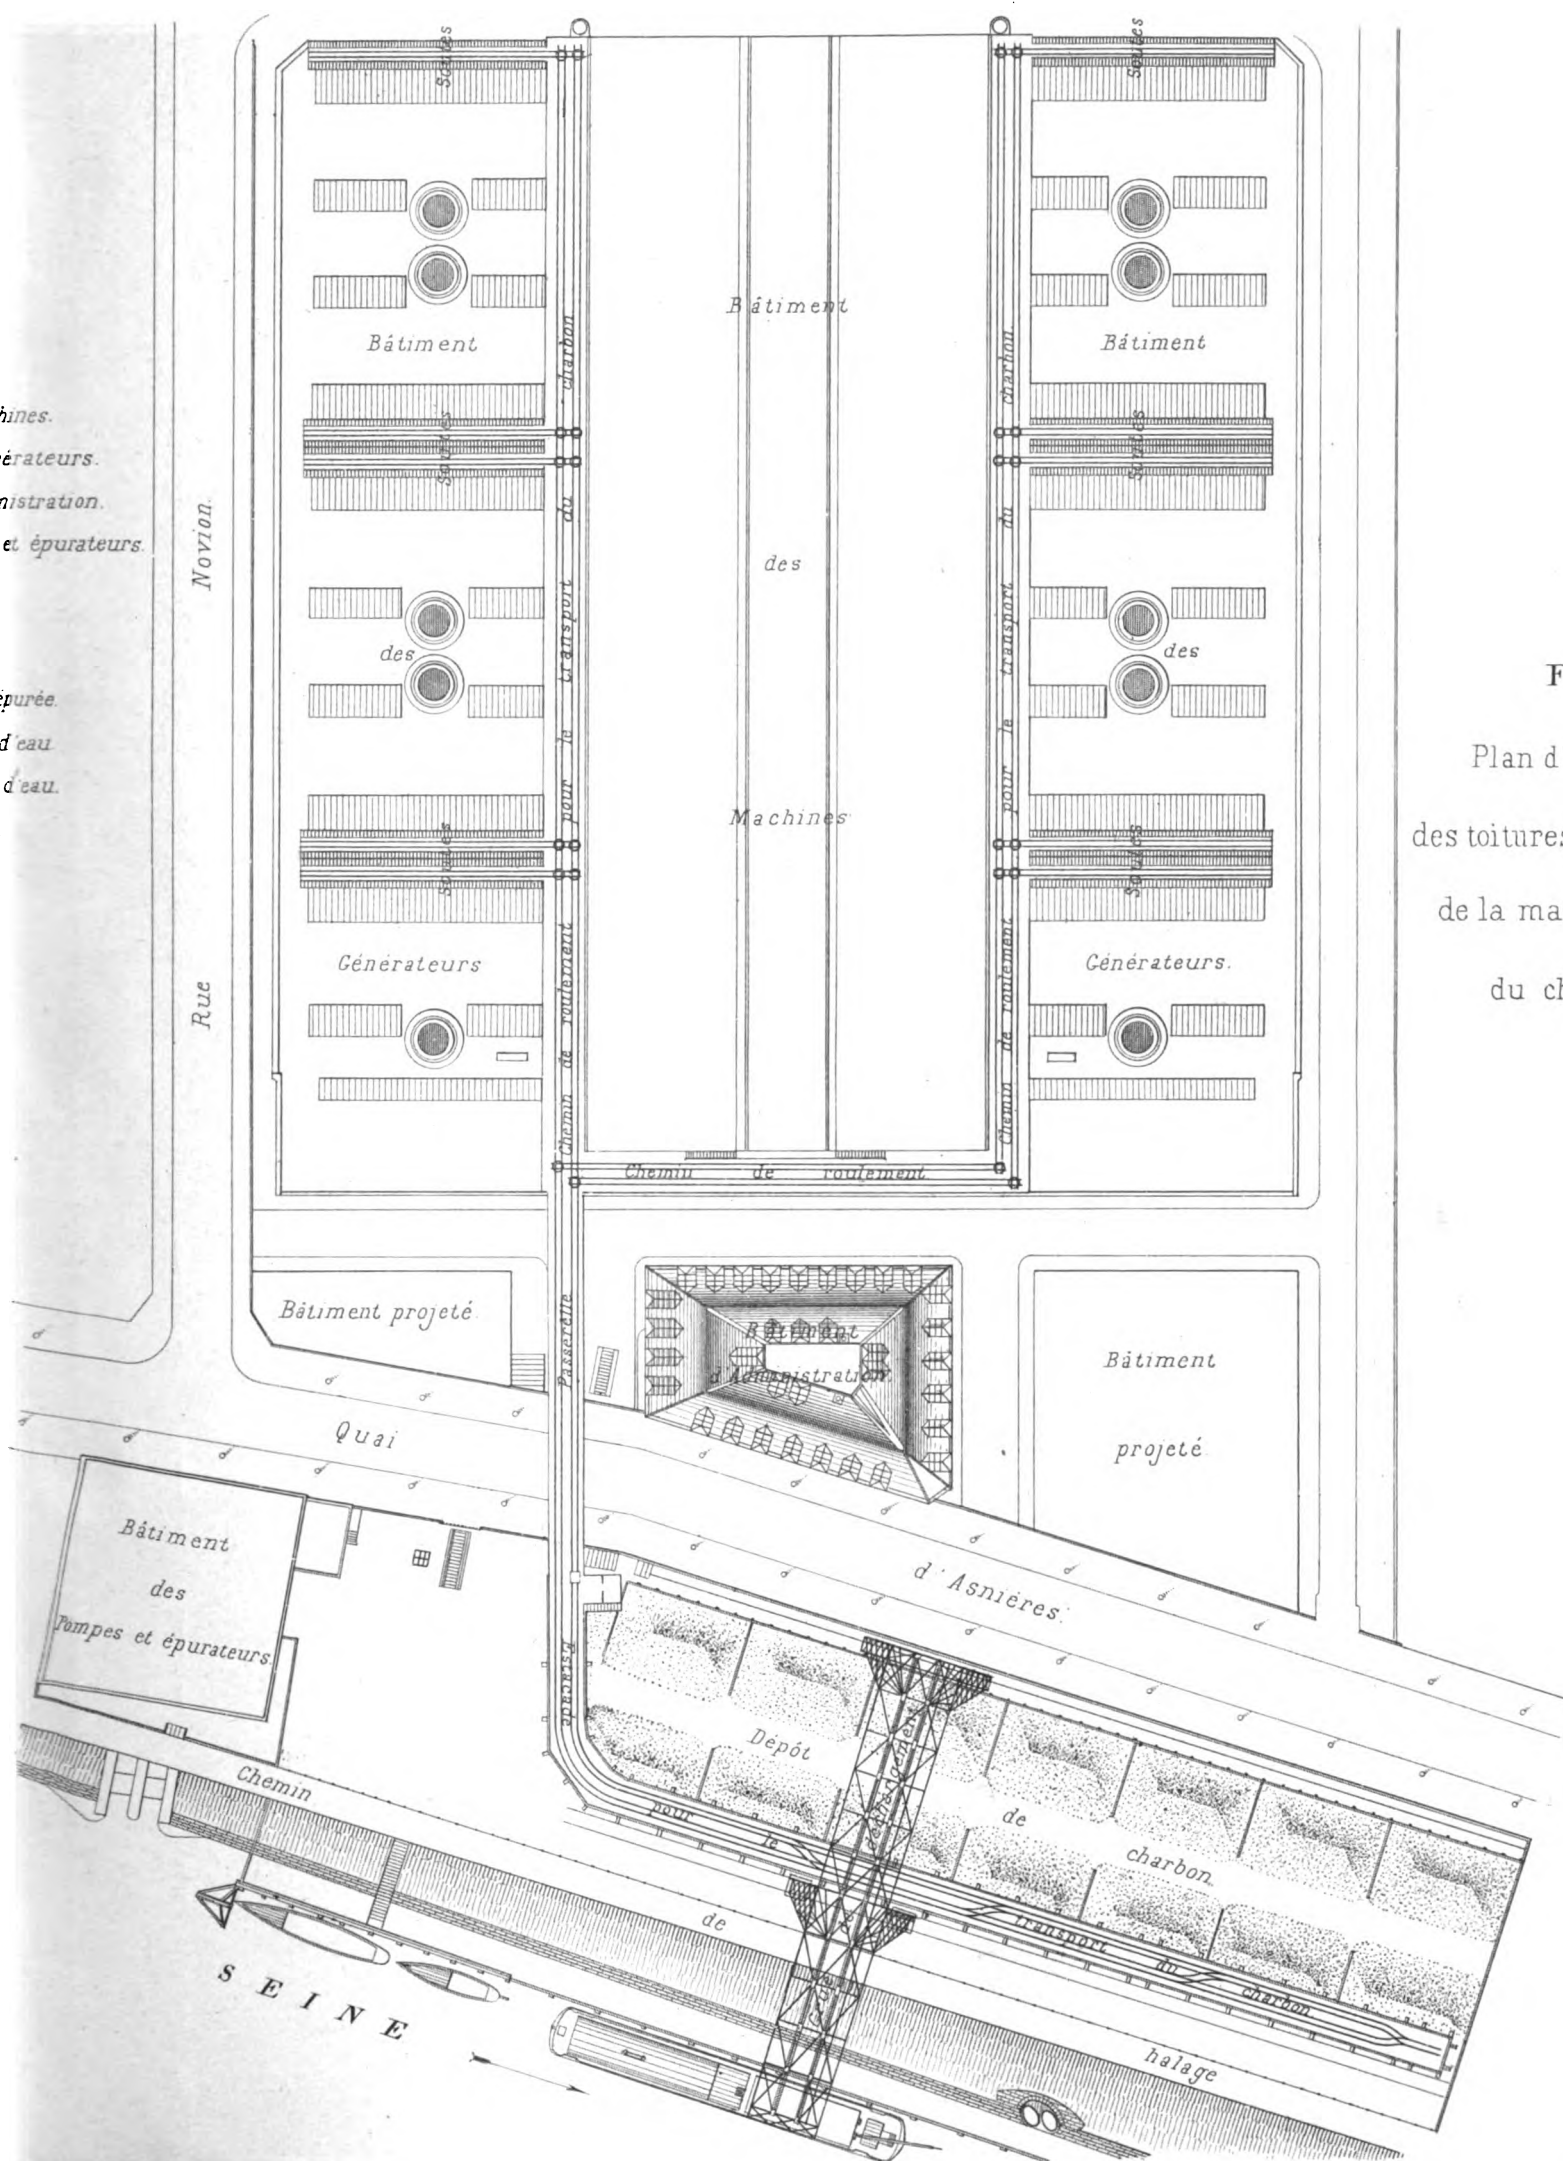 hines.
érateurs.
nistration.
et épurateurs.
épurée.
d'eau
d'eau.
Rue Novion.
Soutes
Soutes
Soutes
Soutes
Soutes
Soutes
Bâtiment
des
Générateurs
Bâtiment
des
Machines
Bâtiment
des
Générateurs.
Chemin de roulement pour le transport du charbon
Chemin de roulement pour le transport du charbon.
Chemin de roulement
F
Plan d
des toitures
de la ma
du ch
Bâtiment projeté.
Passerelle
Bâtiment
d'Administration.
Bâtiment
projeté
Quai d'Asnières.
Bâtiment
des
Pompes et épurateurs
Estacade pour le transport du charbon
Dépôt de charbon.
Grue de chargement
Chemin de halage
SEINE